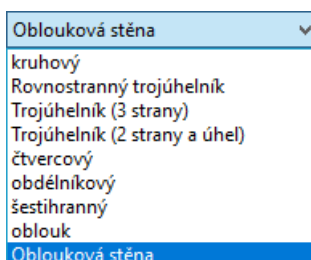 Oblouková stěna
kruhový
Rovnostranný trojúhelník
Trojúhelník (3 strany)
Trojúhelník (2 strany a úhel)
čtvercový
obdélníkový
šestihranný
oblouk
Oblouková stěna